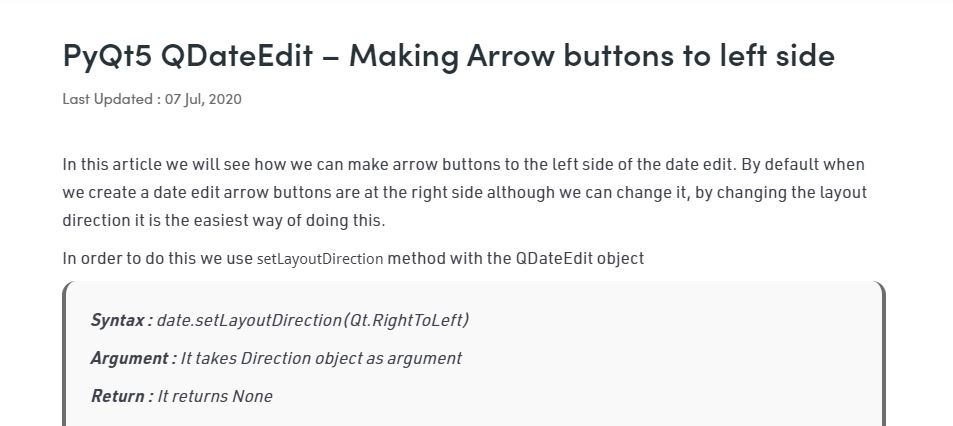 PyQt5 QDateEdit – Making Arrow buttons to left side
Last Updated : 07 Jul, 2020
In this article we will see how we can make arrow buttons to the left side of the date edit. By default when
we create a date edit arrow buttons are at the right side although we can change it, by changing the layout
direction it is the easiest way of doing this.
In order to do this we use setLayoutDirection method with the QDateEdit object
Syntax : date.setLayoutDirection(Qt.RightToLeft)
Argument : It takes Direction object as argument
Return : It returns None